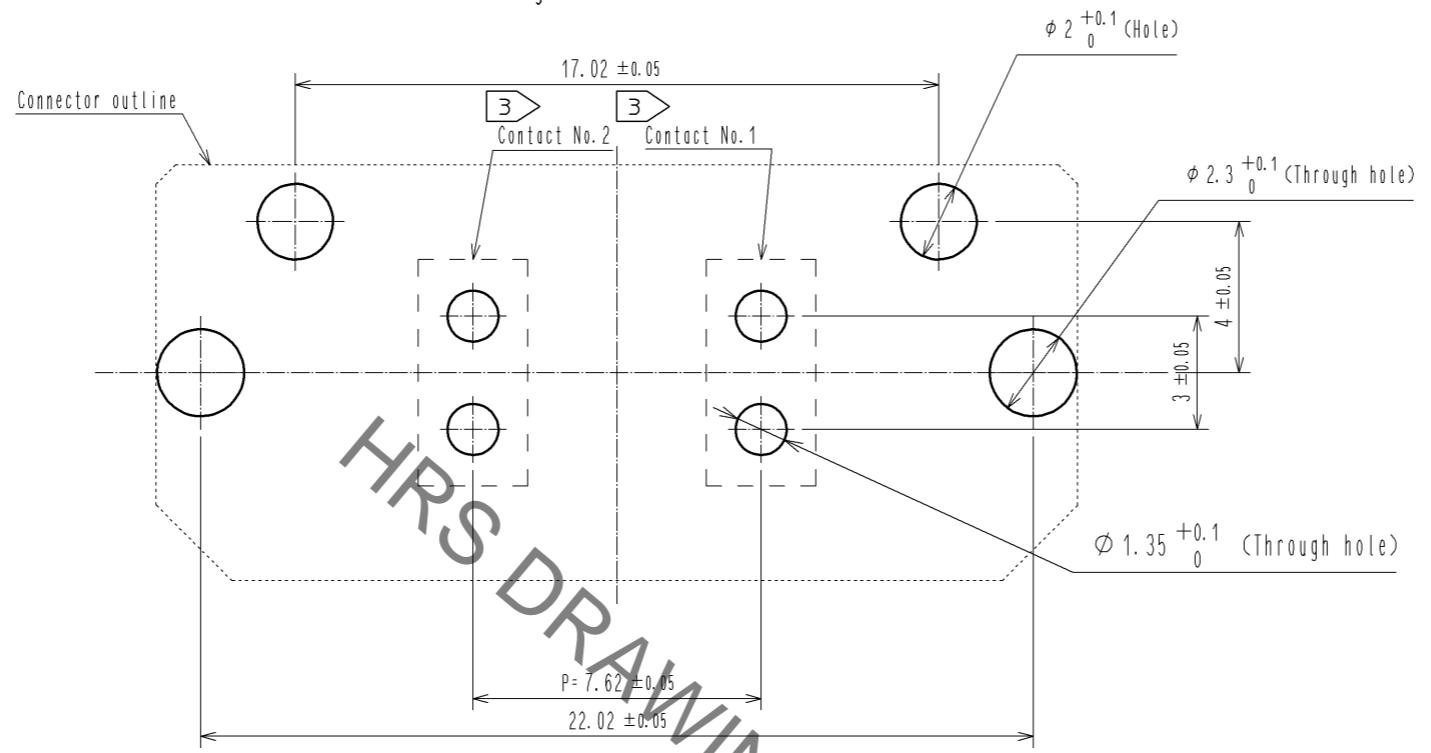 φ 2 +0.1 0 (Hole)
17.02 ±0.05
Connector outline
3 3
Contact No.2 Contact No.1
φ 2.3 +0.1 0 (Through hole)
4 ±0.05
3 ±0.05
φ 1.35 +0.1 0 (Through hole)
P= 7.62 ±0.05
22.02 ±0.05
HRS DRAWIN